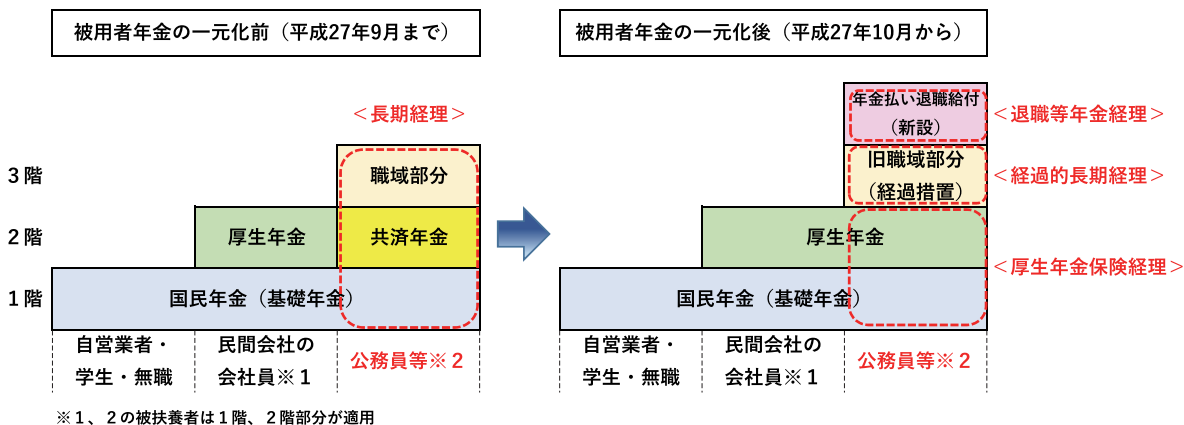 被用者年金の一元化前（平成27年9月まで）
＜長期経理＞
3階
職域部分
2階
厚生年金
共済年金
1階
国民年金（基礎年金）
自営業者・
学生・無職
民間会社の
会社員※1
公務員等※2
※1、2の被扶養者は1階、2階部分が適用
被用者年金の一元化後（平成27年10月から）
年金払い退職給付
（新設）
＜退職等年金経理＞
旧職域部分
（経過措置）
＜経過的長期経理＞
厚生年金
＜厚生年金保険経理＞
国民年金（基礎年金）
自営業者・
学生・無職
民間会社の
会社員※1
公務員等※2